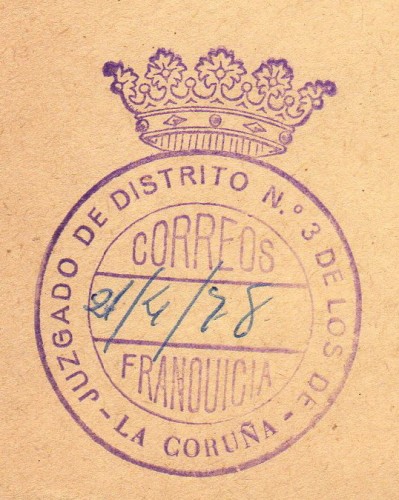 JUZGADO DE DISTRITO N.º 3 DE LOS DE -
- LA CORUÑA -
CORREOS
21/4/78.
FRANQUICIA